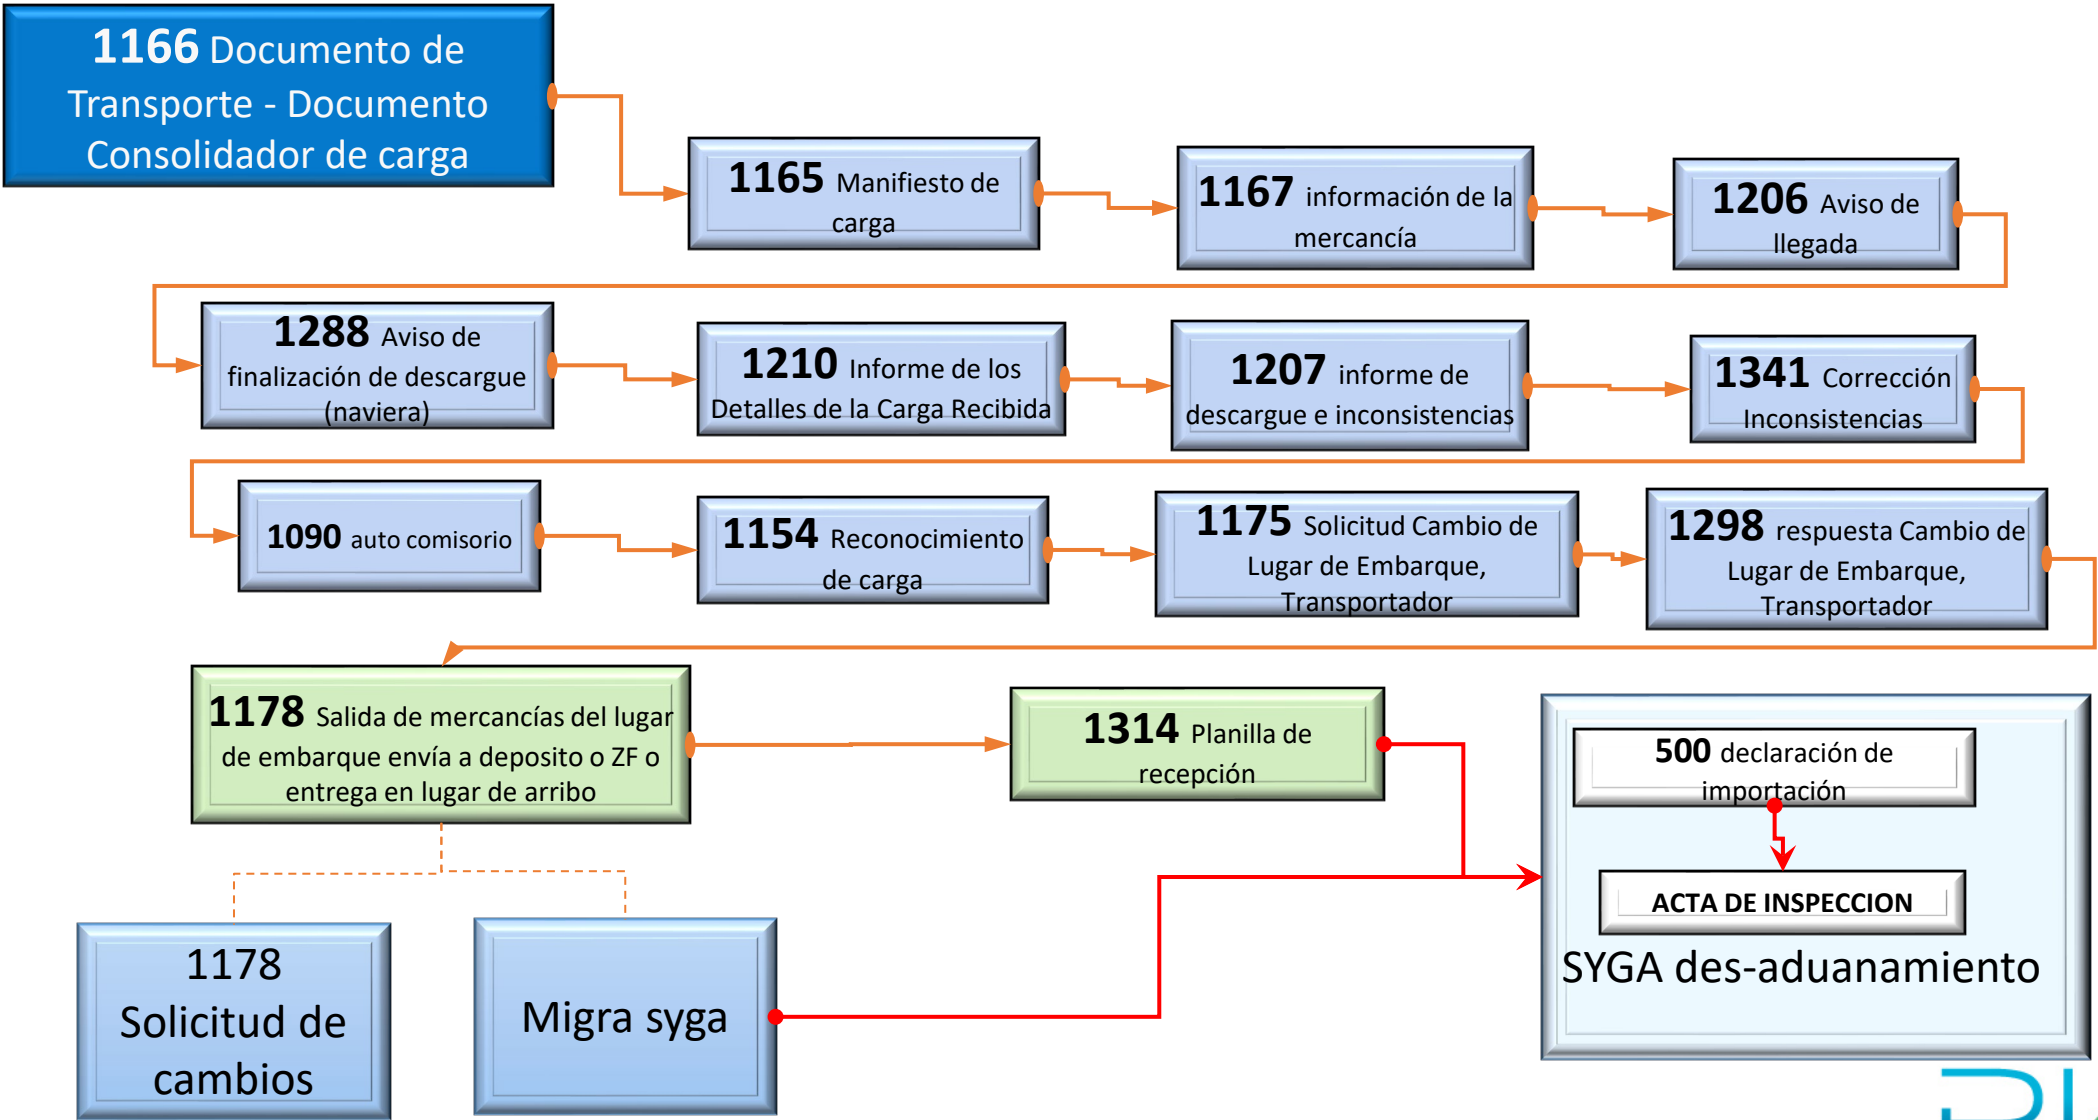 1166 Documento de
Transporte - Documento
Consolidador de carga
1165 Manifiesto de
carga
1167 información de la
mercancía
1206 Aviso de
llegada
1288 Aviso de
finalización de descargue
(naviera)
1210 Informe de los
Detalles de la Carga Recibida
1207 informe de
descargue e inconsistencias
1341 Corrección
Inconsistencias
1090 auto comisorio
1154 Reconocimiento
de carga
1175 Solicitud Cambio de
Lugar de Embarque,
Transportador
1298 respuesta Cambio de
Lugar de Embarque,
Transportador
1178 Salida de mercancías del lugar
de embarque envía a deposito o ZF o
entrega en lugar de arribo
1314 Planilla de
recepción
500 declaración de
importación
ACTA DE INSPECCION
SYGA des-aduanamiento
1178
Solicitud de
cambios
Migra syga